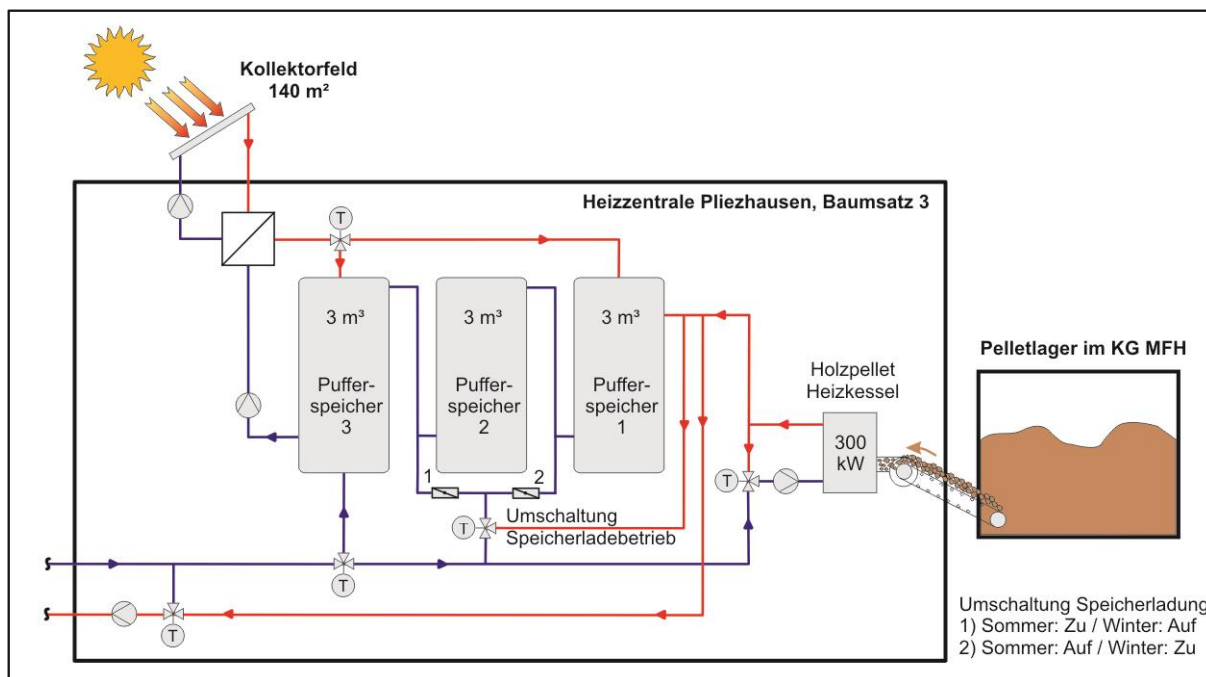 Kollektorfeld
140 m²
Heizzentrale Pliezhausen, Baumsatz 3
T
3 m³
3 m³
3 m³
Puffer-
speicher
3
Puffer-
speicher
2
Puffer-
speicher
1
Pelletlager im KG MFH
Holzpellet
Heizkessel
300
kW
1
2
T
T
Umschaltung
Speicherladebetrieb
T
T
Umschaltung Speicherladung
1) Sommer: Zu / Winter: Auf
2) Sommer: Auf / Winter: Zu